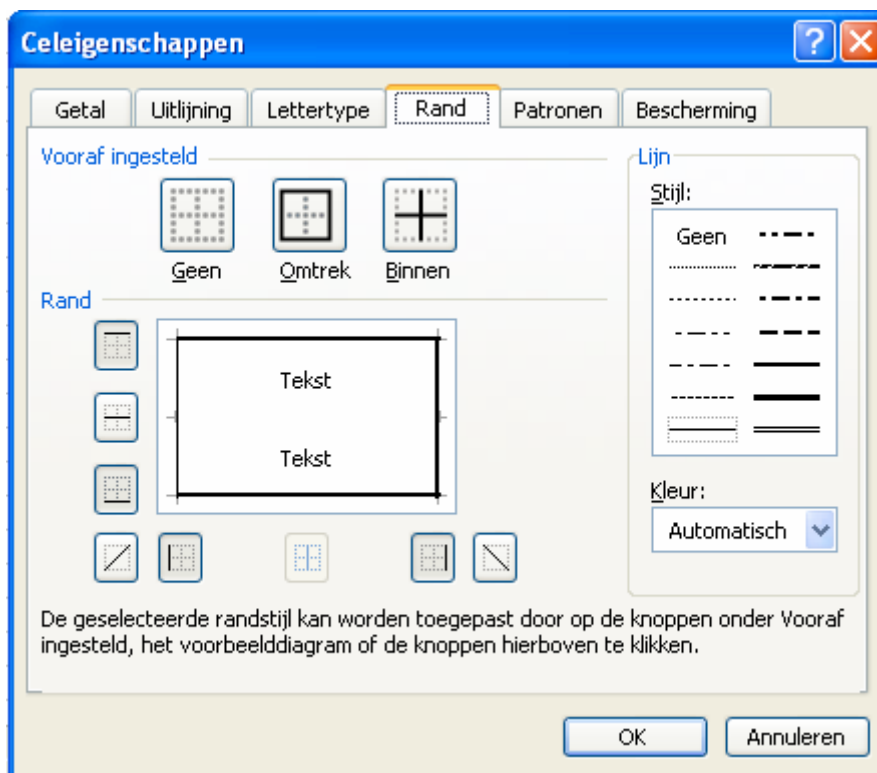 Celeigenschappen
Getal Uitlijning Lettertype Rand Patronen Bescherming
Vooraf ingesteld
Geen Omtrek Binnen
Rand
Tekst
Tekst
Lijn
Stijl:
Geen
Kleur:
Automatisch
De geselecteerde randstijl kan worden toegepast door op de knoppen onder Vooraf
ingesteld, het voorbeelddiagram of de knoppen hierboven te klikken.
OK Annuleren